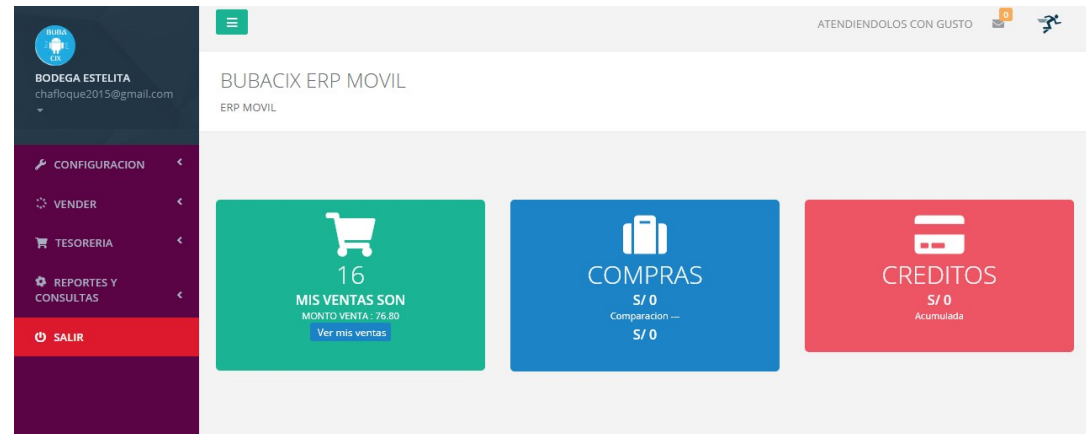 BUBA
CIX
BODEGA ESTELITA
chafloque2015@gmail.com
CONFIGURACION
VENDER
TESORERIA
REPORTES Y
CONSULTAS
SALIR
ATENDIENDOLOS CON GUSTO
0
BUBACIX ERP MOVIL
ERP MOVIL
16
MIS VENTAS SON
MONTO VENTA : 76.80
Ver mis ventas
COMPRAS
S/ 0
Comparacion ---
S/ 0
CREDITOS
S/ 0
Acumulada